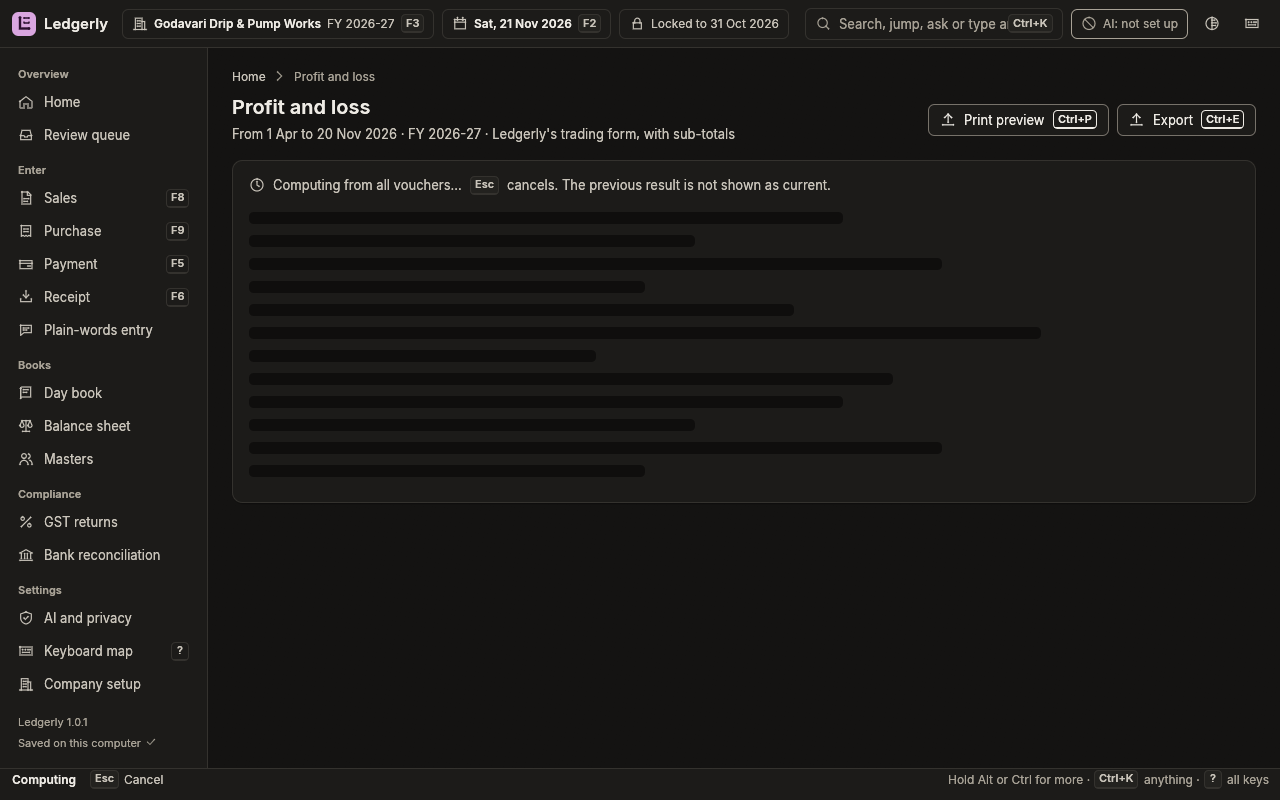 Ledgerly
Godavari Drip & Pump Works FY 2026-27 F3
Sat, 21 Nov 2026 F2
Locked to 31 Oct 2026
Search, jump, ask or type a Ctrl+K
AI: not set up
Overview
Home
Review queue
Enter
Sales F8
Purchase F9
Payment F5
Receipt F6
Plain-words entry
Books
Day book
Balance sheet
Masters
Compliance
GST returns
Bank reconciliation
Settings
AI and privacy
Keyboard map ?
Company setup
Ledgerly 1.0.1
Saved on this computer
Home > Profit and loss
Profit and loss
From 1 Apr to 20 Nov 2026 · FY 2026-27 · Ledgerly's trading form, with sub-totals
Print preview Ctrl+P
Export Ctrl+E
Computing from all vouchers... Esc cancels. The previous result is not shown as current.
Computing Esc Cancel
Hold Alt or Ctrl for more · Ctrl+K anything · ? all keys